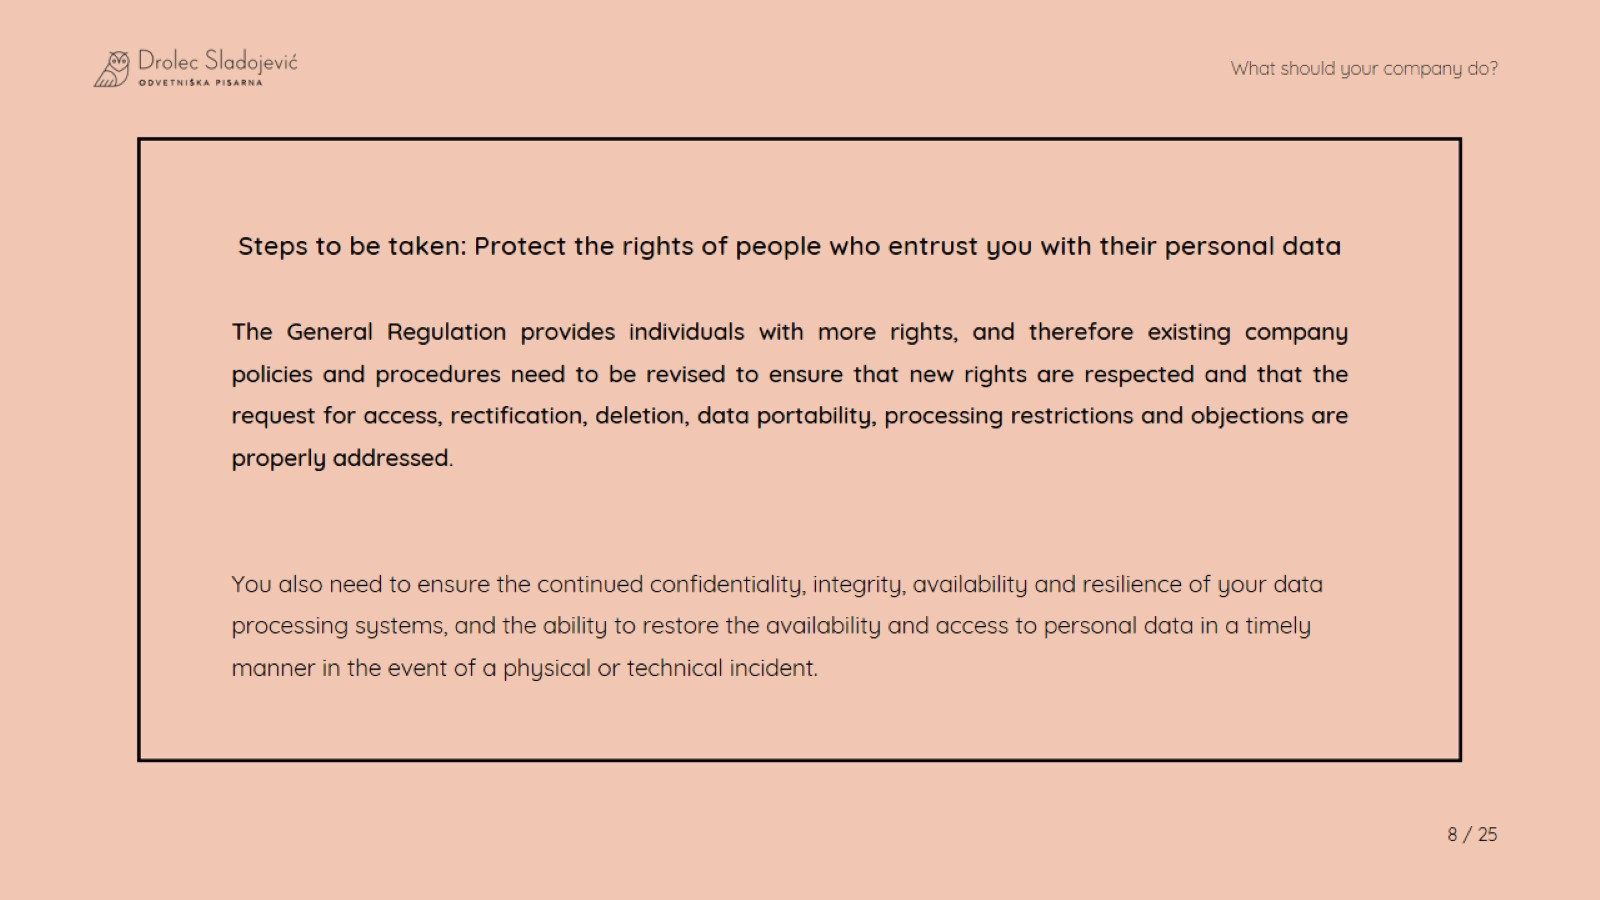 Drolec Sladojević
ODVETNIŠKA PISARNA
What should your company do?
Steps to be taken: Protect the rights of people who entrust you with their personal data
The General Regulation provides individuals with more rights, and therefore existing company
policies and procedures need to be revised to ensure that new rights are respected and that the
request for access, rectification, deletion, data portability, processing restrictions and objections are
properly addressed.
You also need to ensure the continued confidentiality, integrity, availability and resilience of your data
processing systems, and the ability to restore the availability and access to personal data in a timely
manner in the event of a physical or technical incident.
8 / 25